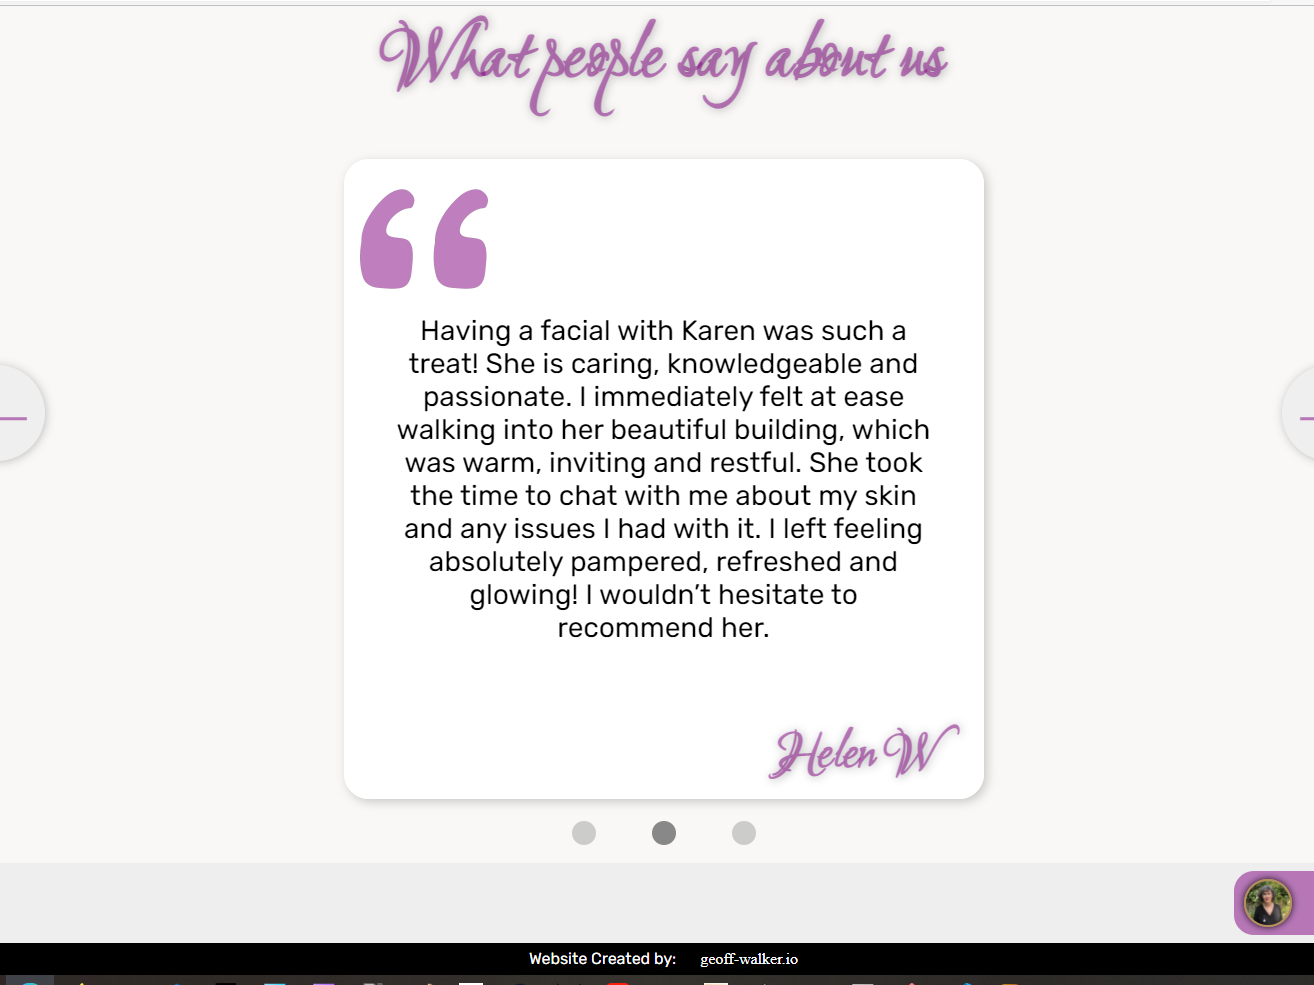 What people say about us
Having a facial with Karen was such a
treat! She is caring, knowledgeable and
passionate. I immediately felt at ease
walking into her beautiful building, which
was warm, inviting and restful. She took
the time to chat with me about my skin
and any issues I had with it. I left feeling
absolutely pampered, refreshed and
glowing! I wouldn’t hesitate to
recommend her.
Helen W
Website Created by: geoff-walker.io